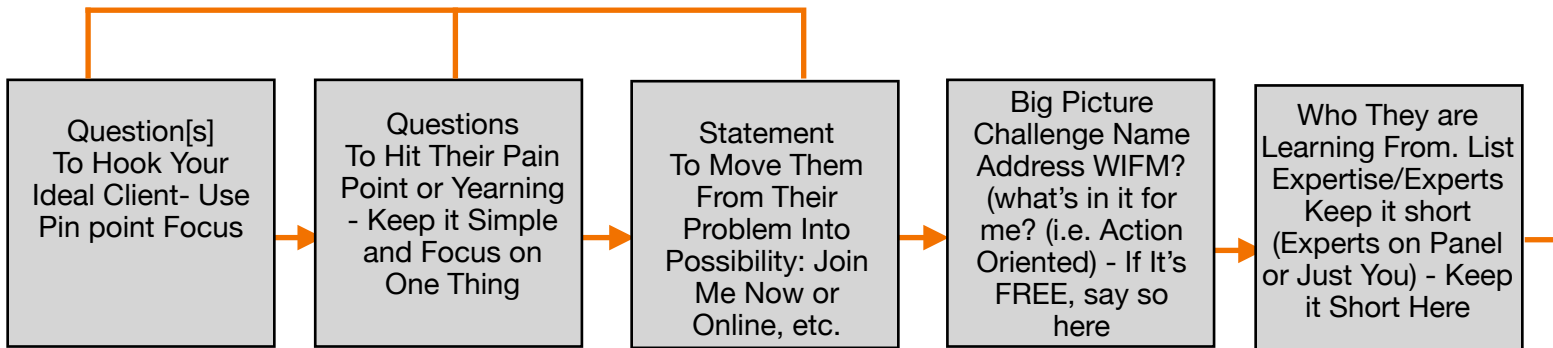 Question[s]
To Hook Your
Ideal Client- Use
Pin point Focus
Questions
To Hit Their Pain
Point or Yearning
- Keep it Simple
and Focus on
One Thing
Statement
To Move Them
From Their
Problem Into
Possibility: Join
Me Now or
Online, etc.
Big Picture
Challenge Name
Address WIFM?
(what’s in it for
me? (i.e. Action
Oriented) - If It’s
FREE, say so
here
Who They are
Learning From. List
Expertise/Experts
Keep it short
(Experts on Panel
or Just You) - Keep
it Short Here